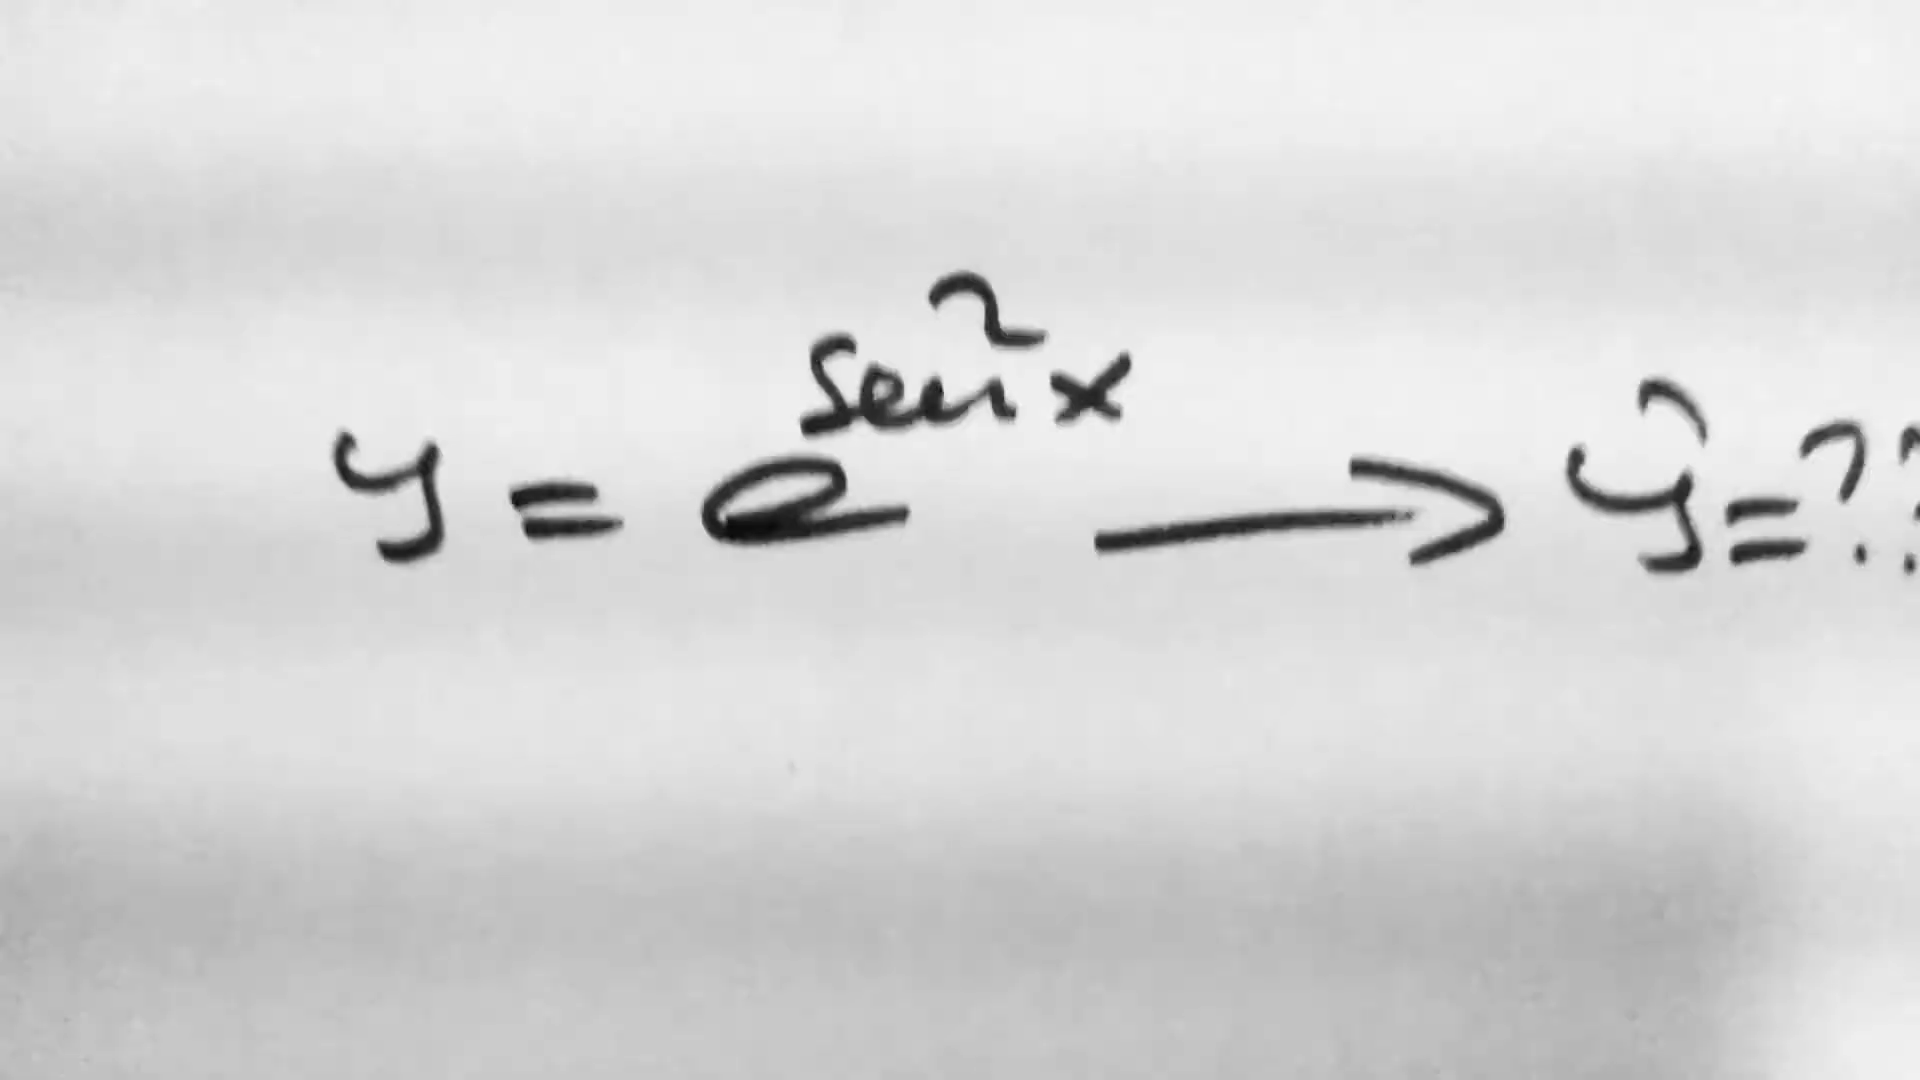 y = e^sen²x → ý = ??